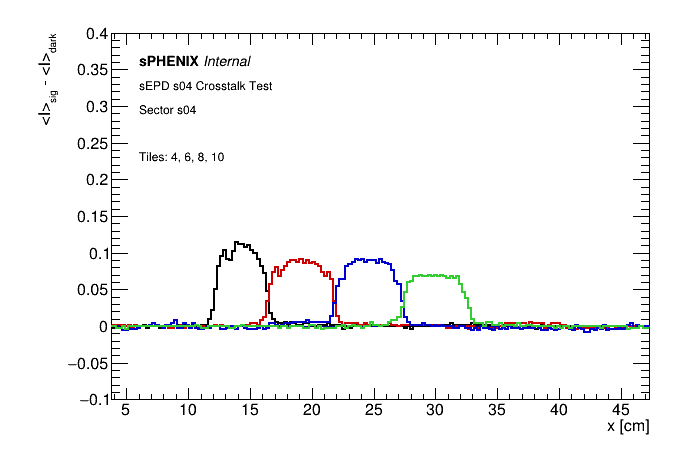 <I>sig - <I>dark
0.4
0.35
0.3
0.25
0.2
0.15
0.1
0.05
0
−0.05
−0.1
sPHENIX Internal
sEPD s04 Crosstalk Test
Sector s04
Tiles: 4, 6, 8, 10
5 10 15 20 25 30 35 40 45
x [cm]